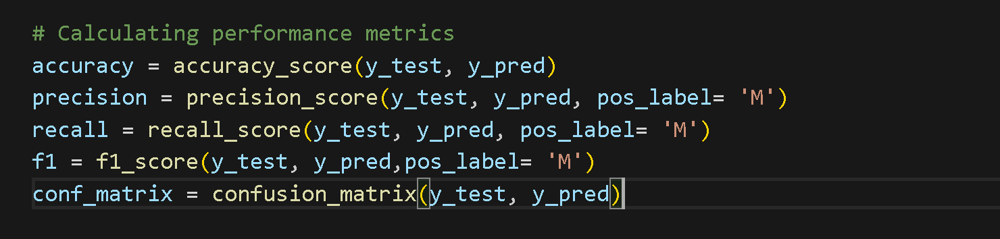 # Calculating performance metrics
accuracy = accuracy_score(y_test, y_pred)
precision = precision_score(y_test, y_pred, pos_label= 'M')
recall = recall_score(y_test, y_pred, pos_label= 'M')
f1 = f1_score(y_test, y_pred,pos_label= 'M')
conf_matrix = confusion_matrix(y_test, y_pred)